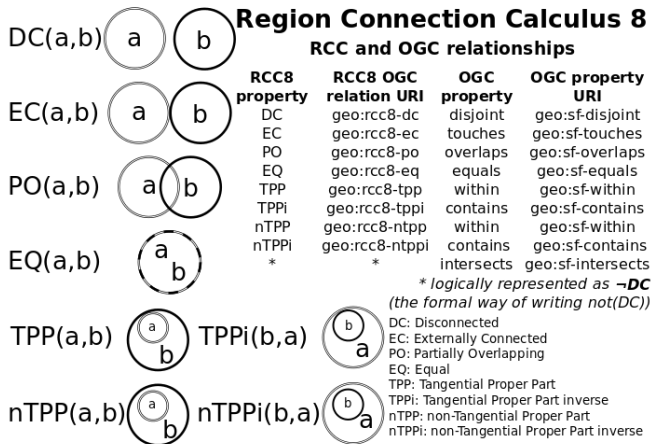 Region Connection Calculus 8
RCC and OGC relationships
DC(a,b) a b
EC(a,b) a b
PO(a,b) a b
EQ(a,b) a b
TPP(a,b) a b TPPi(b,a) b a
nTPP(a,b) a b nTPPi(b,a) b a
RCC8 property RCC8 OGC relation URI OGC property OGC property URI
DC geo:rcc8-dc disjoint geo:sf-disjoint
EC geo:rcc8-ec touches geo:sf-touches
PO geo:rcc8-po overlaps geo:sf-overlaps
EQ geo:rcc8-eq equals geo:sf-equals
TPP geo:rcc8-tpp within geo:sf-within
TPPi geo:rcc8-tppi contains geo:sf-contains
nTPP geo:rcc8-ntpp within geo:sf-within
nTPPi geo:rcc8-ntppi contains geo:sf-contains
* * intersects geo:sf-intersects
* logically represented as ¬DC
(the formal way of writing not(DC))
DC: Disconnected
EC: Externally Connected
PO: Partially Overlapping
EQ: Equal
TPP: Tangential Proper Part
TPPi: Tangential Proper Part inverse
nTPP: non-Tangential Proper Part
nTPPi: non-Tangential Proper Part inverse